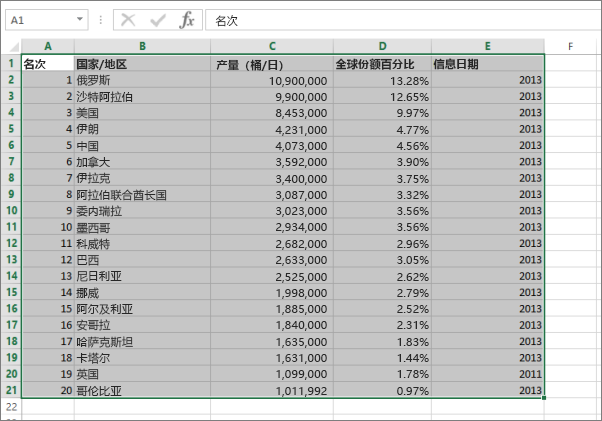 A1 fx 名次
A B C D E F
1 名次 国家/地区 产量（桶/日） 全球份额百分比 信息日期
2 1 俄罗斯 10,900,000 13.28% 2013
3 2 沙特阿拉伯 9,900,000 12.65% 2013
4 3 美国 8,453,000 9.97% 2013
5 4 伊朗 4,231,000 4.77% 2013
6 5 中国 4,073,000 4.56% 2013
7 6 加拿大 3,592,000 3.90% 2013
8 7 伊拉克 3,400,000 3.75% 2013
9 8 阿拉伯联合酋长国 3,087,000 3.32% 2013
10 9 委内瑞拉 3,023,000 3.56% 2013
11 10 墨西哥 2,934,000 3.56% 2013
12 11 科威特 2,682,000 2.96% 2013
13 12 巴西 2,633,000 3.05% 2013
14 13 尼日利亚 2,525,000 2.62% 2013
15 14 挪威 1,998,000 2.79% 2013
16 15 阿尔及利亚 1,885,000 2.52% 2013
17 16 安哥拉 1,840,000 2.31% 2013
18 17 哈萨克斯坦 1,635,000 1.83% 2013
19 18 卡塔尔 1,631,000 1.44% 2013
20 19 英国 1,099,000 1.78% 2011
21 20 哥伦比亚 1,011,992 0.97% 2013
22